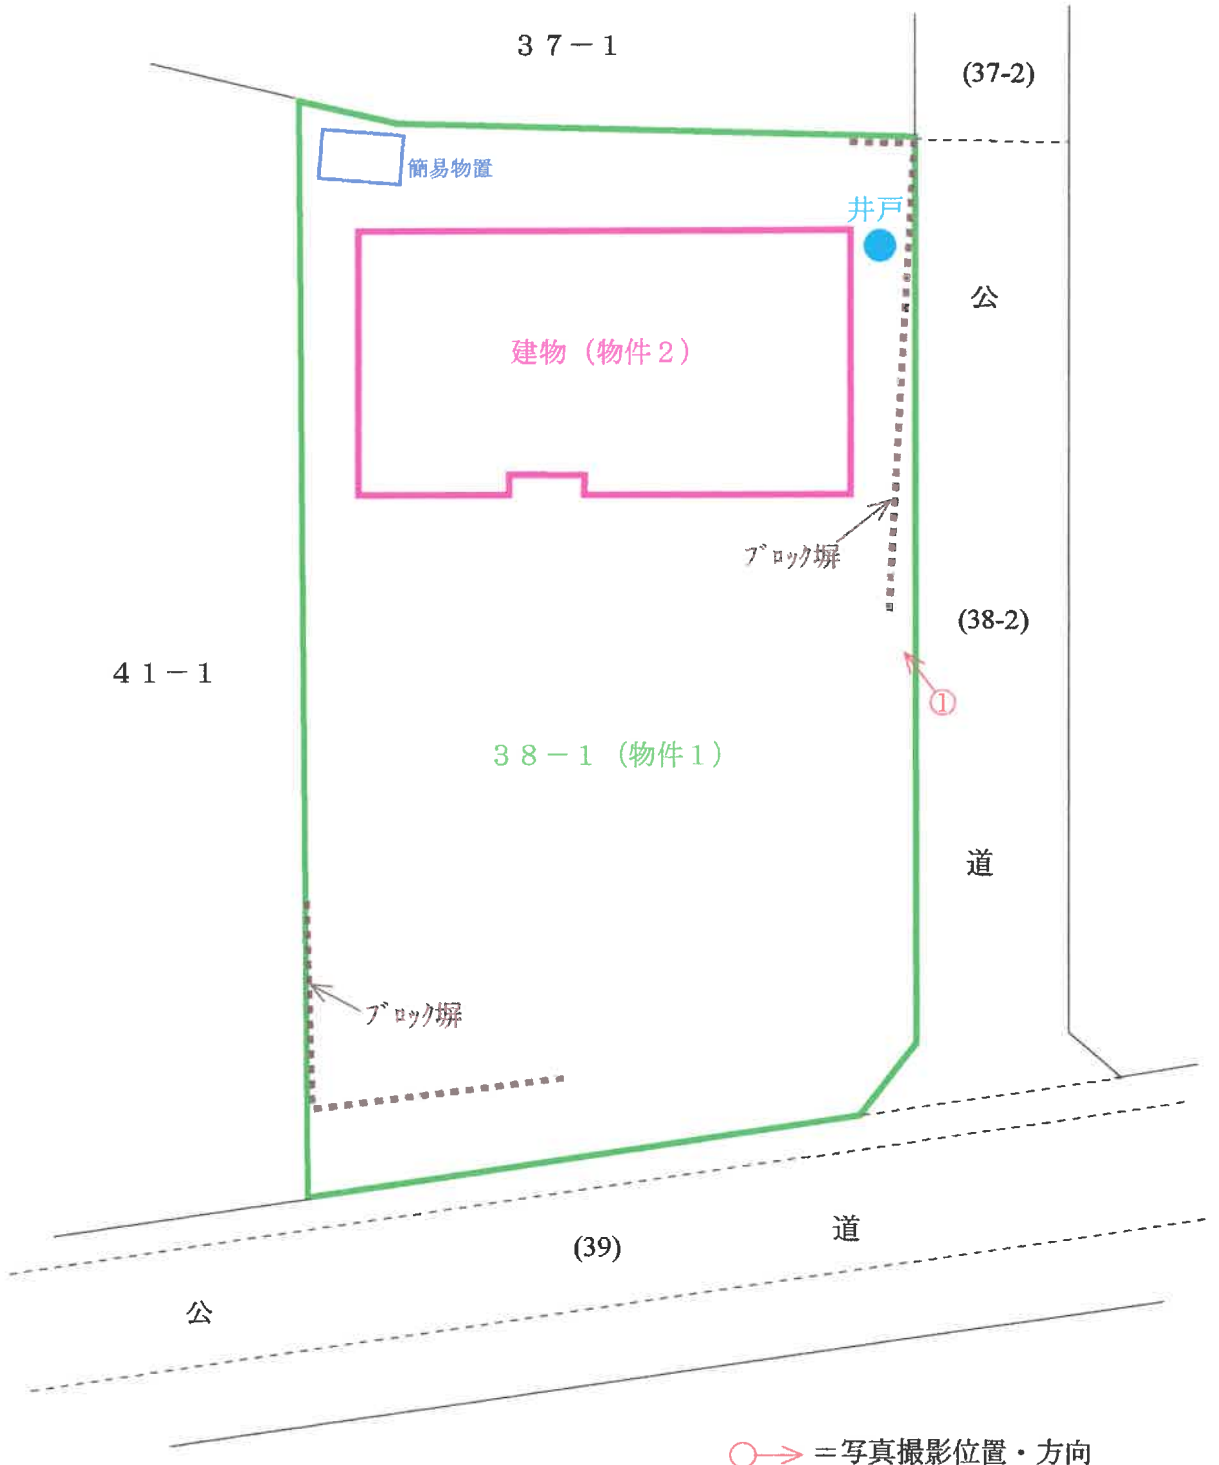 ３７－１
(37-2)
簡易物置
井戸
公
建物（物件２）
ブロック塀
(38-2)
４１－１
①
３８－１（物件１）
道
ブロック塀
道
(39)
公
＝写真撮影位置・方向